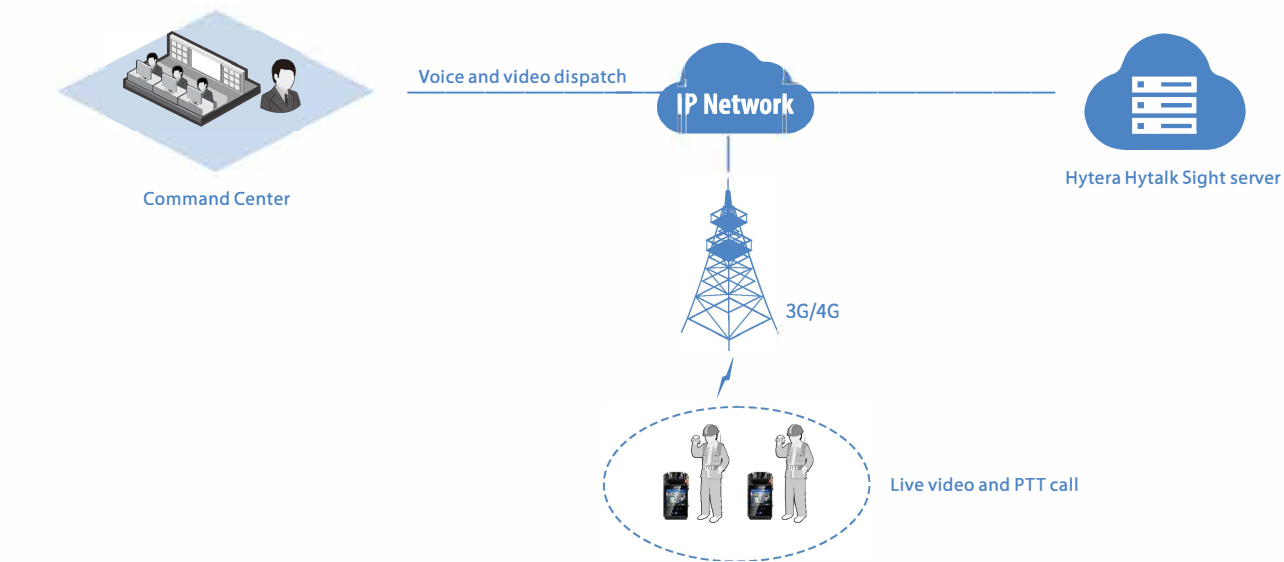 Voice and video dispatch
IP Network
Hytera Hytalk Sight server
Command Center
3G/4G
Live video and PTT call